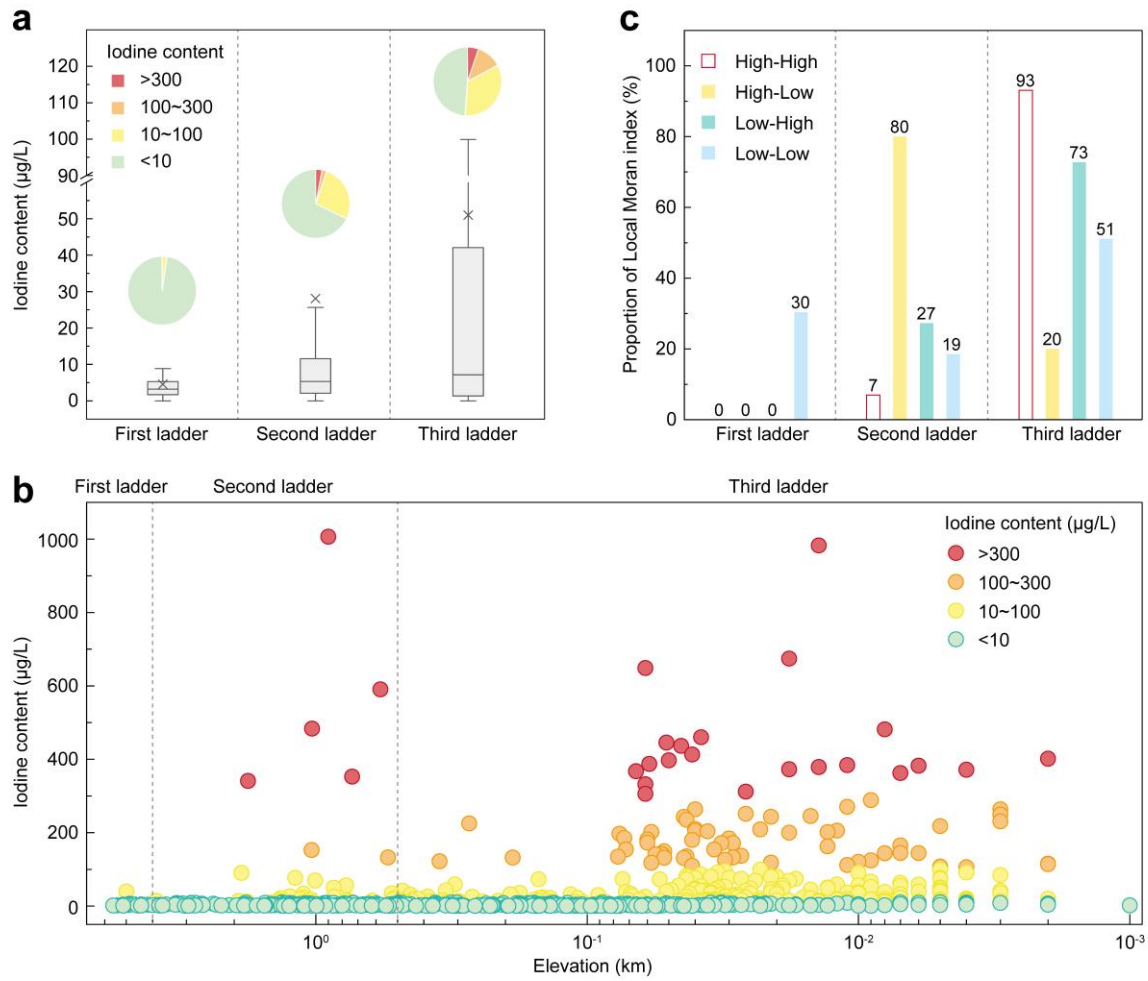 a
Iodine content
>300
100~300
10~100
<10
Iodine content (µg/L)
120
110
100
90
50
40
30
20
10
0
First ladder
Second ladder
Third ladder
c
High-High
High-Low
Low-High
Low-Low
Proportion of Local Moran index (%)
100
80
60
40
20
0
0 0 0 30
7 80 27 19
93 20 73 51
First ladder
Second ladder
Third ladder
b
First ladder
Second ladder
Third ladder
Iodine content (µg/L)
>300
100~300
10~100
<10
Iodine content (µg/L)
1000
800
600
400
200
0
10⁰
10⁻¹
10⁻²
10⁻³
Elevation (km)